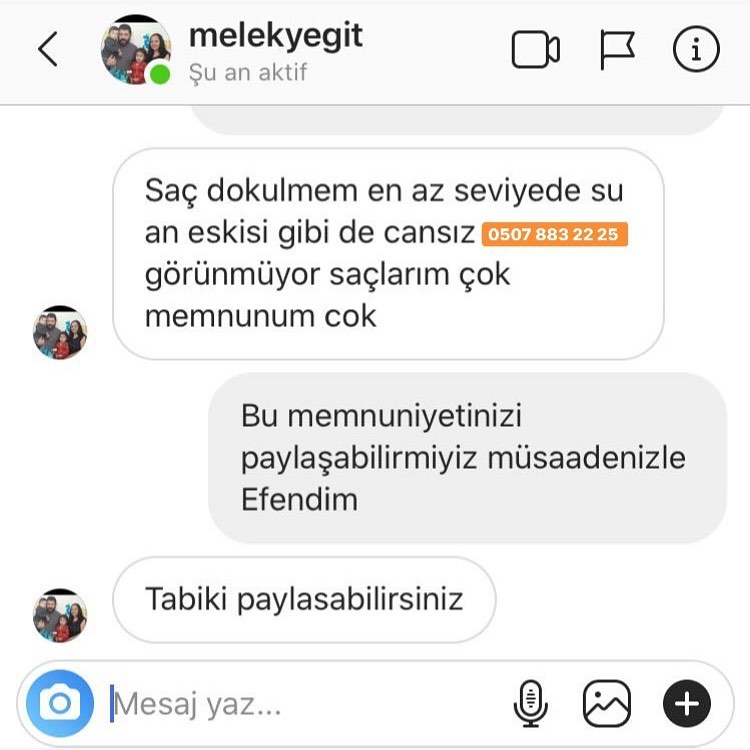 melekyegit
Şu an aktif
Saç dokulmem en az seviyede su
an eskisi gibi de cansız 0507 883 22 25
görünmüyor saçlarım çok
memnunum cok
Bu memnuniyetinizi
paylaşabilirmiyiz müsaadenizle
Efendim
Tabiki paylasabilirsiniz
Mesaj yaz...